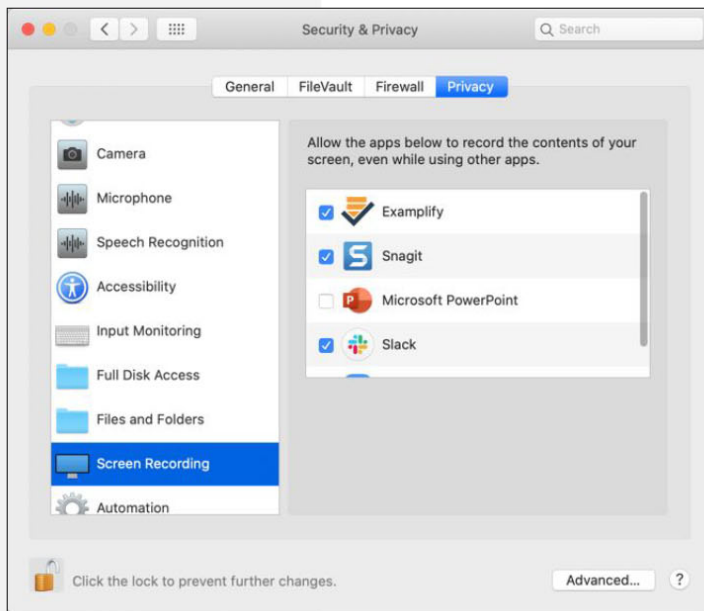 Security & Privacy
Search
General
FileVault
Firewall
Privacy
Camera
Microphone
Speech Recognition
Accessibility
Input Monitoring
Full Disk Access
Files and Folders
Screen Recording
Automation
Allow the apps below to record the contents of your
screen, even while using other apps.
Examplify
Snagit
Microsoft PowerPoint
Slack
Click the lock to prevent further changes.
Advanced...
?